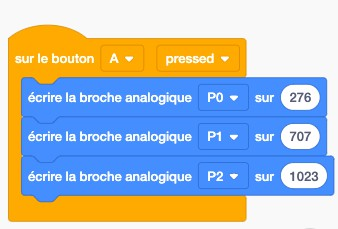 sur le bouton A pressed
écrire la broche analogique P0 sur 276
écrire la broche analogique P1 sur 707
écrire la broche analogique P2 sur 1023